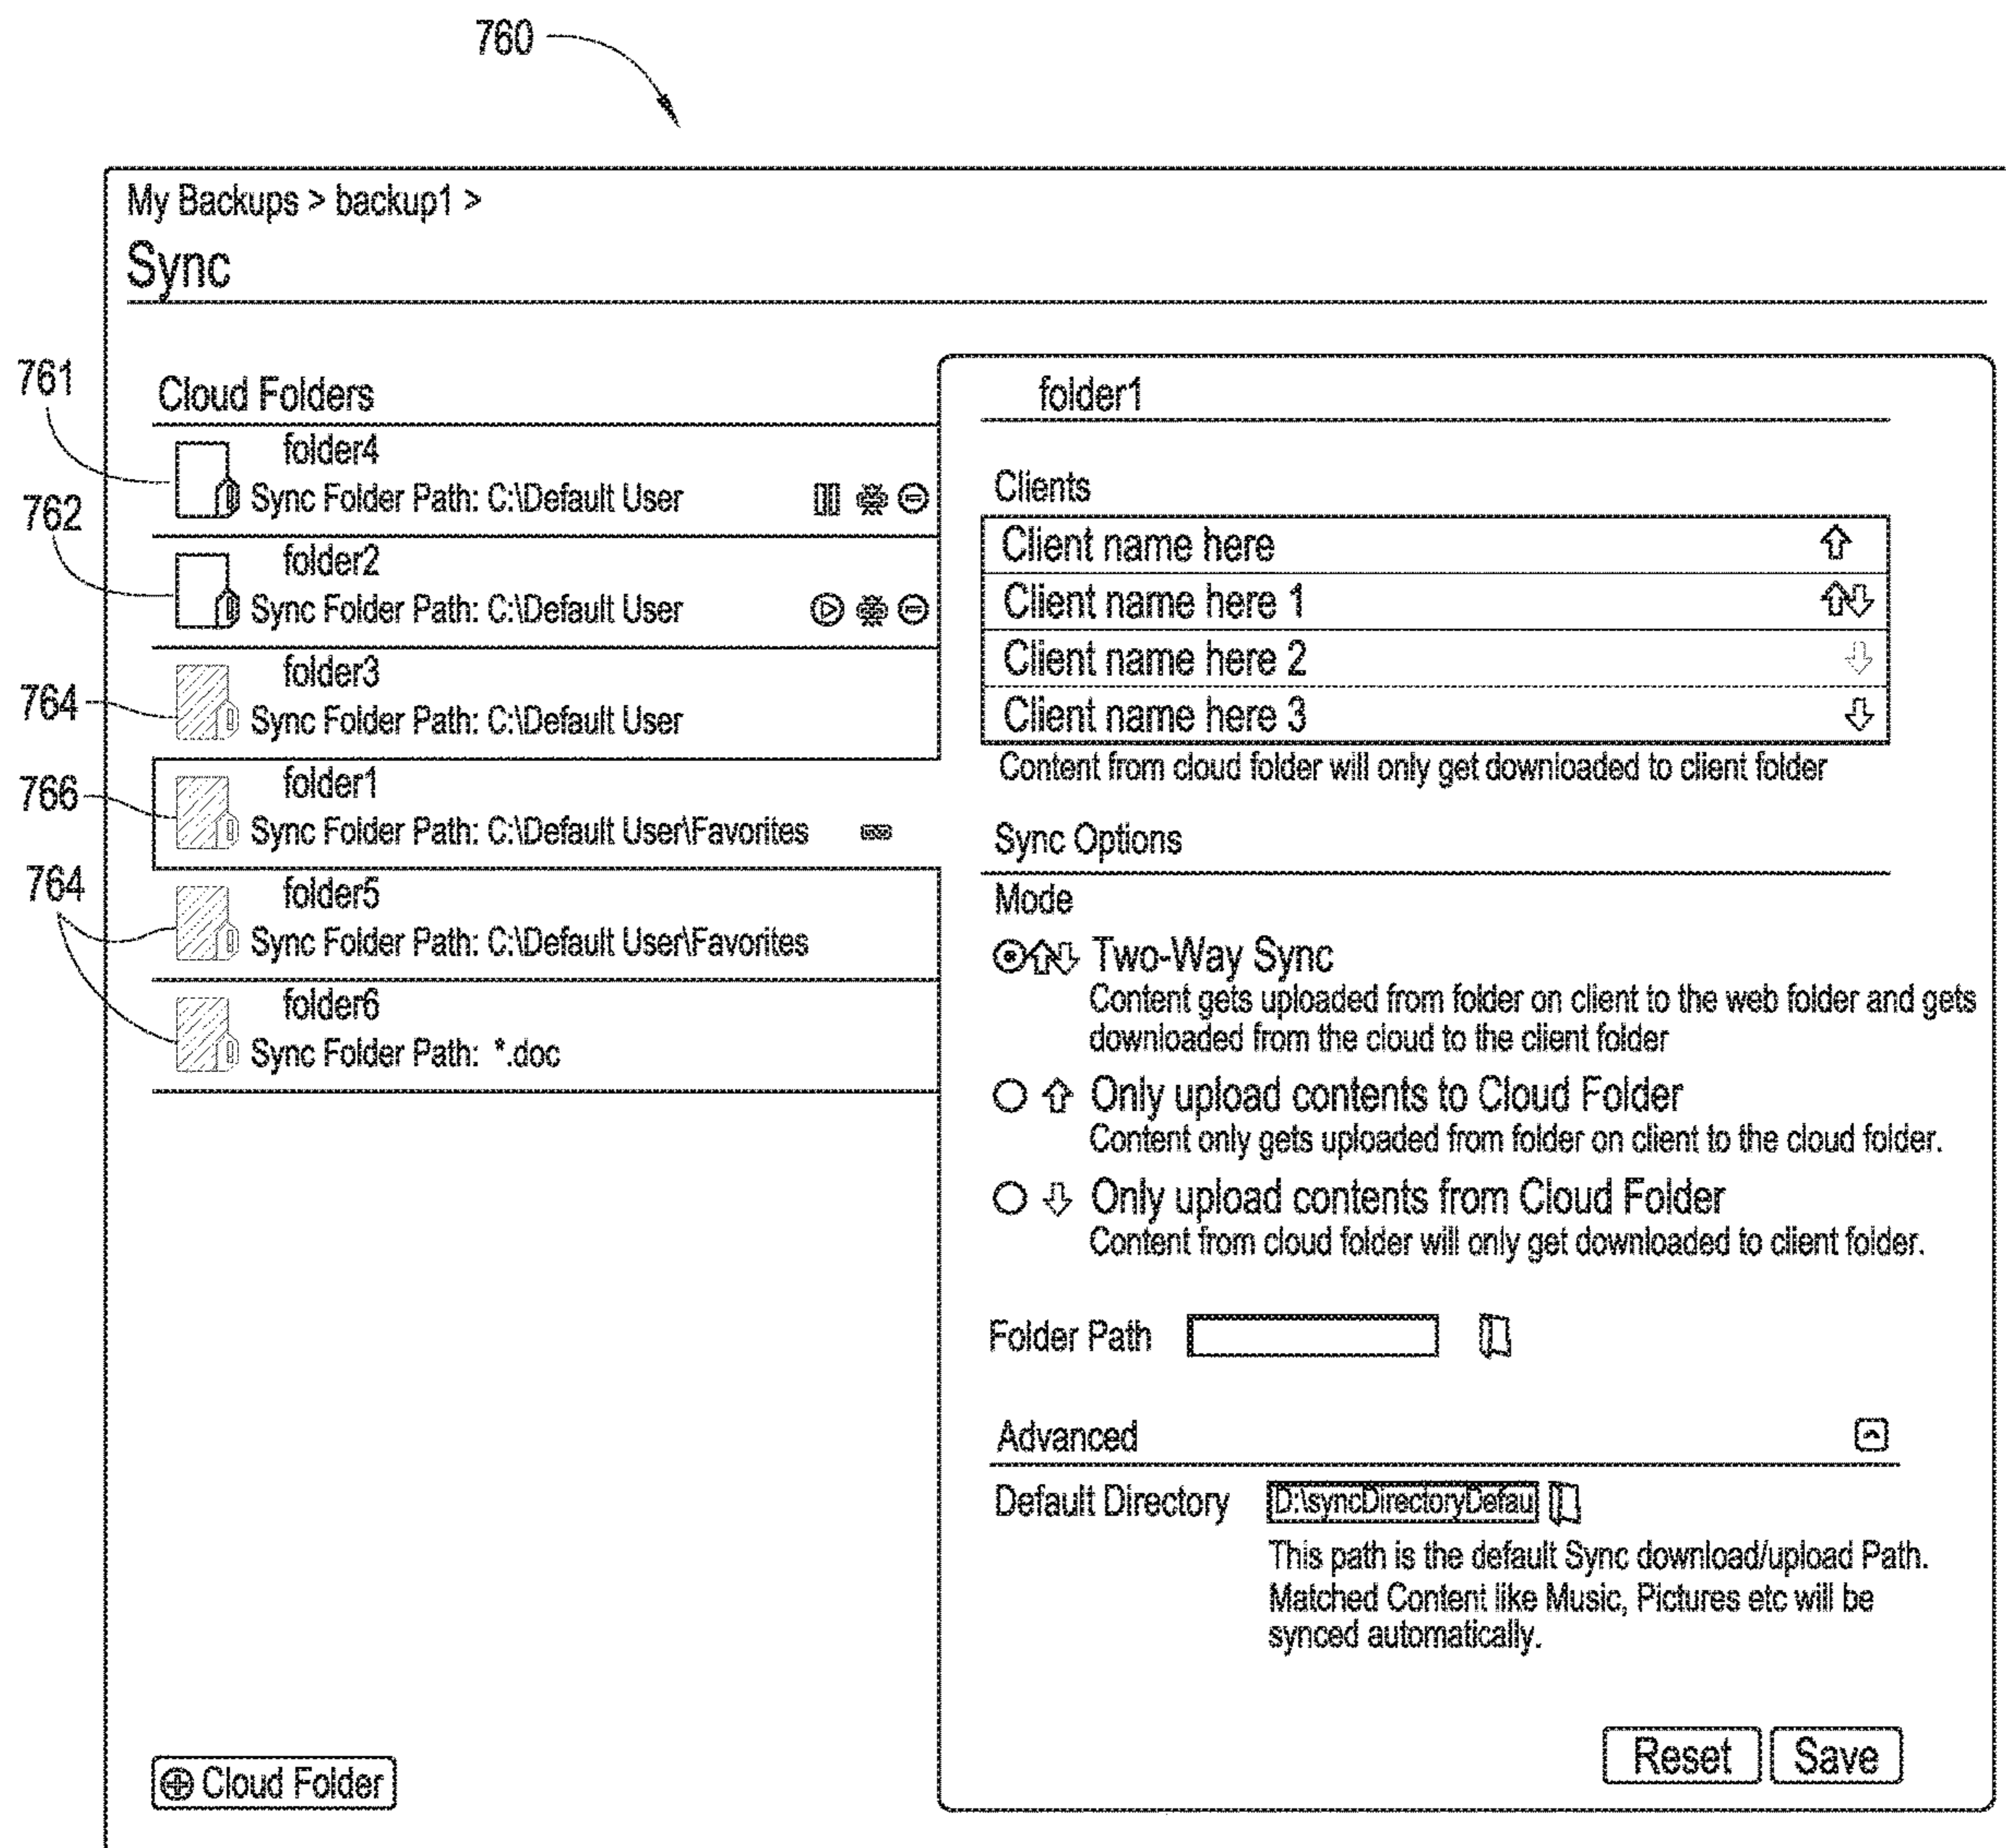 760
My Backups > backup1 >
Sync
761
Cloud Folders
folder4
Sync Folder Path: C:\Default User
762
folder2
Sync Folder Path: C:\Default User
764
folder3
Sync Folder Path: C:\Default User
766
folder1
Sync Folder Path: C:\Default User\Favorites
764
folder5
Sync Folder Path: C:\Default User\Favorites
folder6
Sync Folder Path: *.doc
Cloud Folder
folder1
Clients
Client name here
Client name here 1
Client name here 2
Client name here 3
Content from cloud folder will only get downloaded to client folder
Sync Options
Mode
Two-Way Sync
Content gets uploaded from folder on client to the web folder and gets
downloaded from the cloud to the client folder
Only upload contents to Cloud Folder
Content only gets uploaded from folder on client to the cloud folder.
Only upload contents from Cloud Folder
Content from cloud folder will only get downloaded to client folder.
Folder Path
Advanced
Default Directory D:\syncDirectoryDefau
This path is the default Sync download/upload Path.
Matched Content like Music, Pictures etc will be
synced automatically.
Reset Save